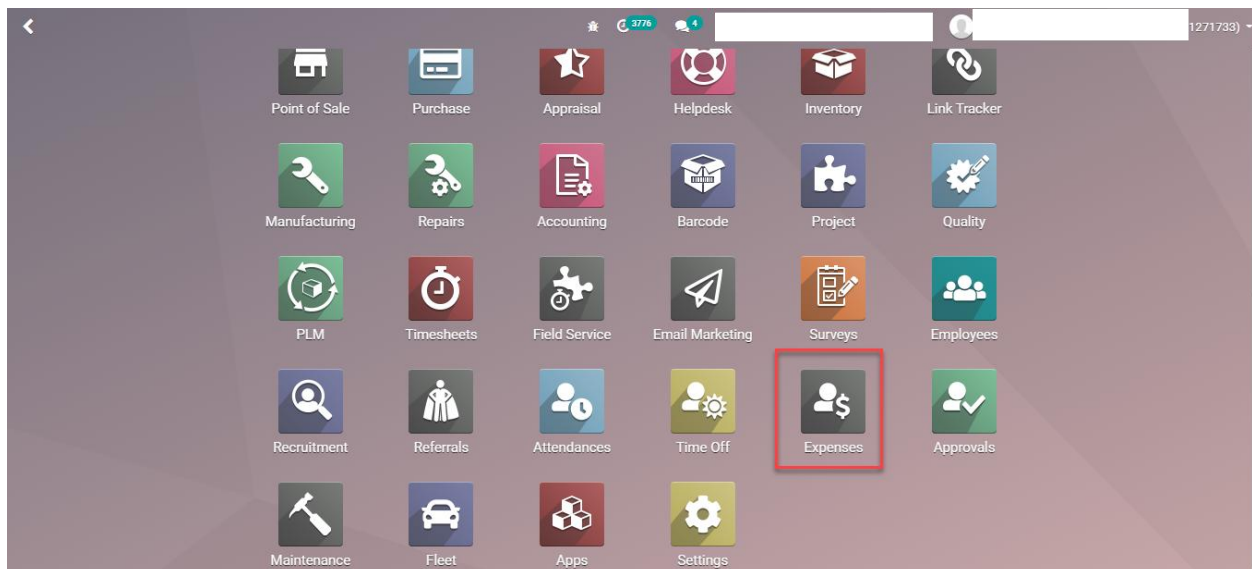 3776 4 1271733)
Point of Sale Purchase Appraisal Helpdesk Inventory Link Tracker
Manufacturing Repairs Accounting Barcode Project Quality
PLM Timesheets Field Service Email Marketing Surveys Employees
Recruitment Referrals Attendances Time Off Expenses Approvals
Maintenance Fleet Apps Settings